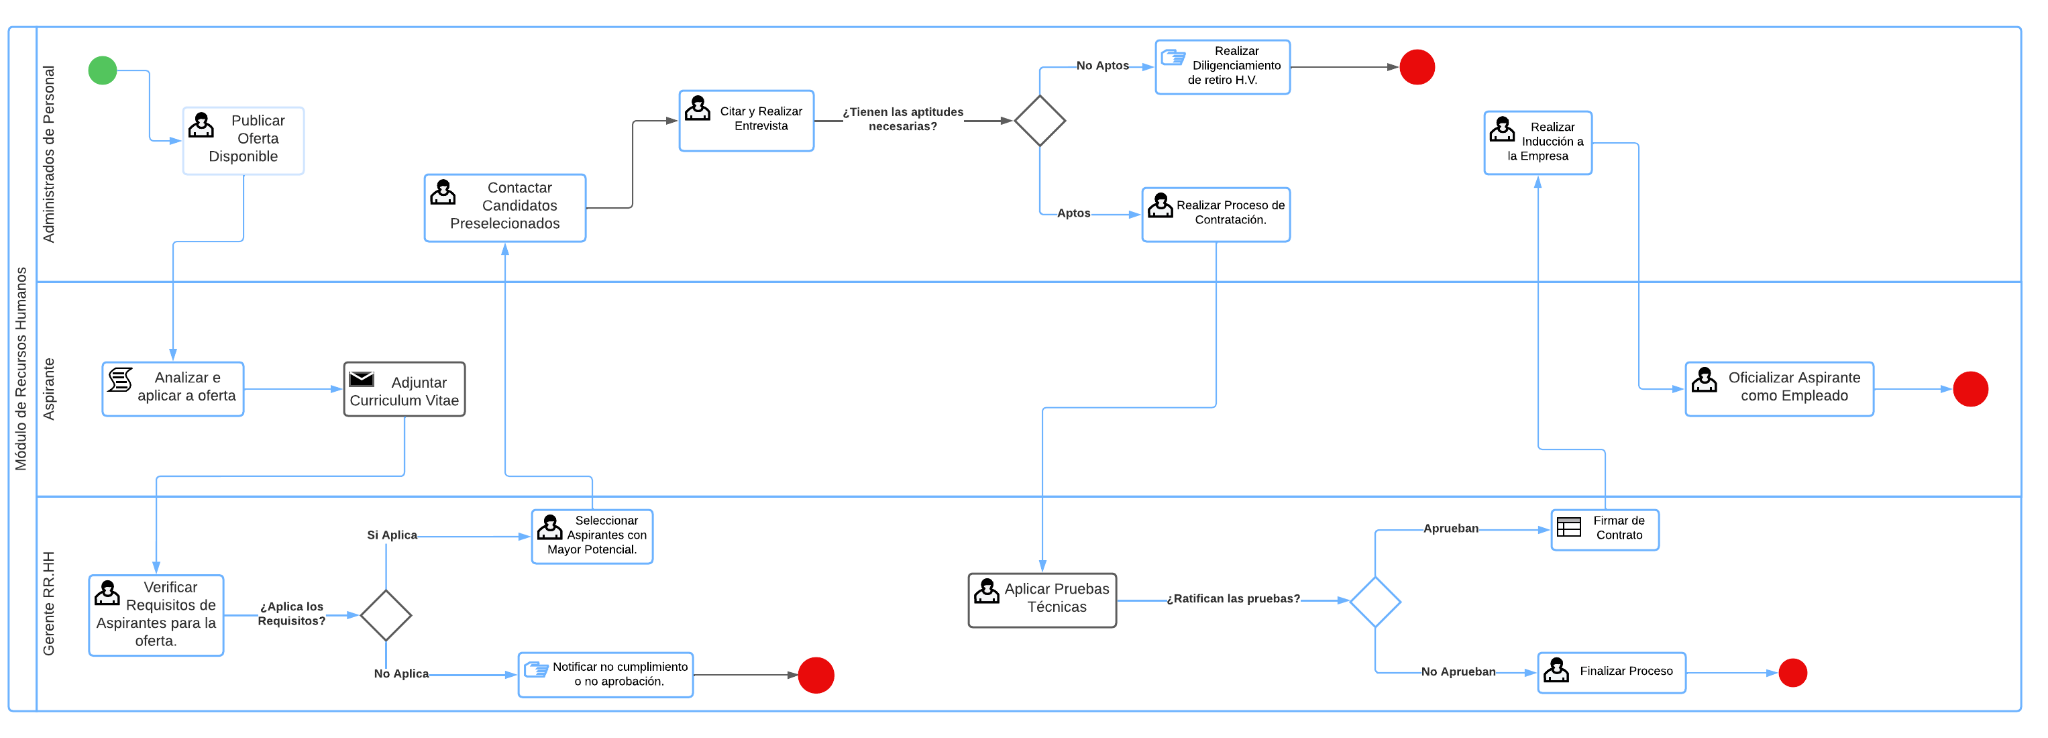 Módulo de Recursos Humanos
Administrados de Personal
Publicar
Oferta
Disponible
Contactar
Candidatos
Preselecionados
Citar y Realizar
Entrevista
¿Tienen las aptitudes
necesarias?
No Aptos
Realizar
Diligenciamiento
de retiro H.V.
Aptos
Realizar Proceso de
Contratación.
Realizar
Inducción a
la Empresa
Aspirante
Analizar e
aplicar a oferta
Adjuntar
Curriculum Vitae
Oficializar Aspirante
como Empleado
Gerente RR.HH
Verificar
Requisitos de
Aspirantes para la
oferta.
¿Aplica los
Requisitos?
Si Aplica
Seleccionar
Aspirantes con
Mayor Potencial.
No Aplica
Notificar no cumplimiento
o no aprobación.
Aplicar Pruebas
Técnicas
¿Ratifican las pruebas?
Aprueban
Firmar de
Contrato
No Aprueban
Finalizar Proceso